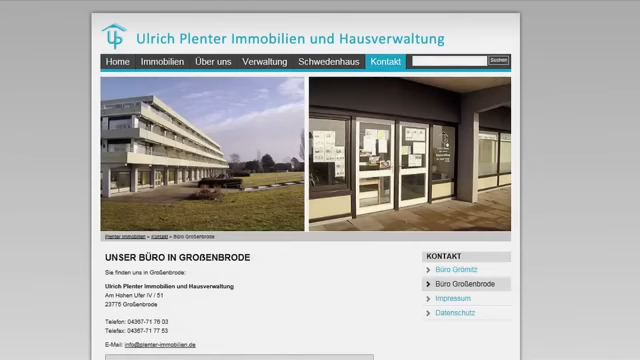 Ulrich Plenter Immobilien und Hausverwaltung
Home Immobilien Über uns Verwaltung Schwedenhaus Kontakt Suchen
Plenter Immobilien » Kontakt » Büro Großenbrode
UNSER BÜRO IN GROßENBRODE
Sie finden uns in Großenbrode:
Ulrich Plenter Immobilien und Hausverwaltung
Am Hohen Ufer IV / 51
23775 Großenbrode
Telefon: 04367-71 76 03
Telefax: 04367-71 77 53
E-Mail: info@plenter-immobilien.de
KONTAKT
Büro Grömitz
Büro Großenbrode
Impressum
Datenschutz